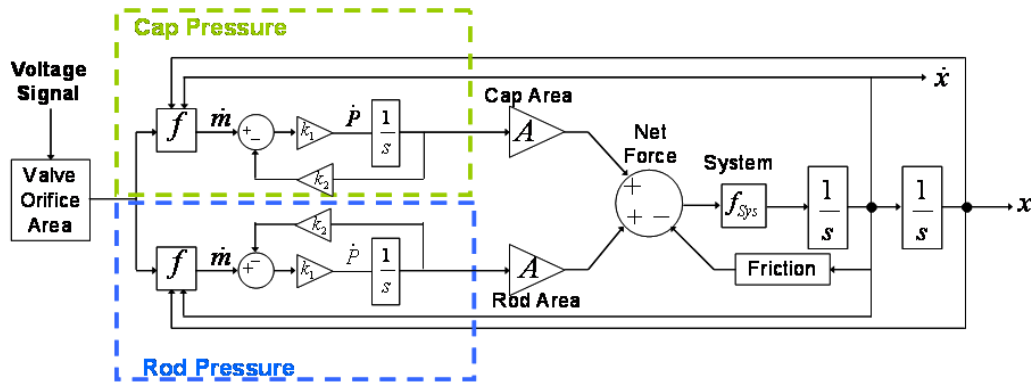 Cap Pressure
Voltage
Signal
Valve
Orifice
Area
f
ṁ
+
−
k₁
Ṗ
1
s
k₂
Cap Area
A
Net
Force
+
+
−
System
f_Sys
1
s
1
s
ẋ
x
Friction
f
ṁ
+
−
k₂
k₁
Ṗ
1
s
A
Rod Area
Rod Pressure